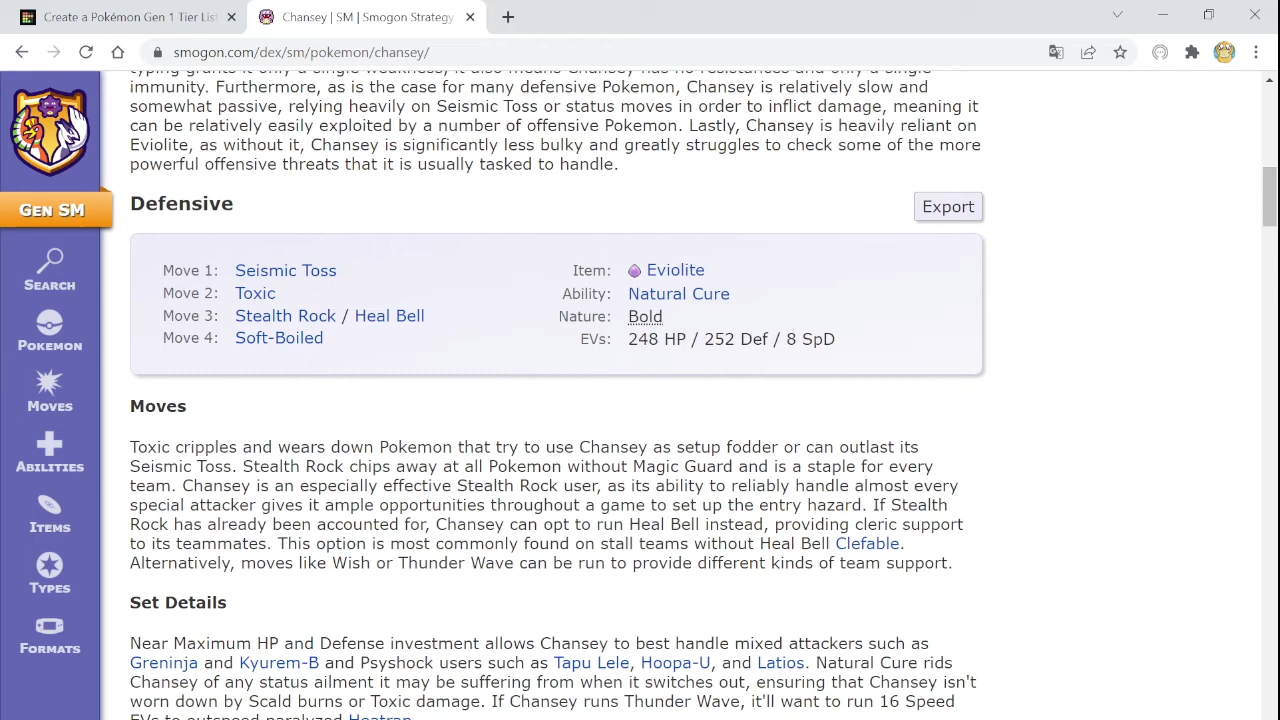 Create a Pokémon Gen 1 Tier List
Chansey | SM | Smogon Strategy
smogon.com/dex/sm/pokemon/chansey/
typing grants it only a single weakness, it also means Chansey has no resistances and only a single
immunity. Furthermore, as is the case for many defensive Pokemon, Chansey is relatively slow and
somewhat passive, relying heavily on Seismic Toss or status moves in order to inflict damage, meaning it
can be relatively easily exploited by a number of offensive Pokemon. Lastly, Chansey is heavily reliant on
Eviolite, as without it, Chansey is significantly less bulky and greatly struggles to check some of the more
powerful offensive threats that it is usually tasked to handle.
Defensive
Export
GEN SM
SEARCH
POKEMON
MOVES
ABILITIES
ITEMS
TYPES
FORMATS
Move 1: Seismic Toss
Move 2: Toxic
Move 3: Stealth Rock / Heal Bell
Move 4: Soft-Boiled
Item: Eviolite
Ability: Natural Cure
Nature: Bold
EVs: 248 HP / 252 Def / 8 SpD
Moves
Toxic cripples and wears down Pokemon that try to use Chansey as setup fodder or can outlast its
Seismic Toss. Stealth Rock chips away at all Pokemon without Magic Guard and is a staple for every
team. Chansey is an especially effective Stealth Rock user, as its ability to reliably handle almost every
special attacker gives it ample opportunities throughout a game to set up the entry hazard. If Stealth
Rock has already been accounted for, Chansey can opt to run Heal Bell instead, providing cleric support
to its teammates. This option is most commonly found on stall teams without Heal Bell Clefable.
Alternatively, moves like Wish or Thunder Wave can be run to provide different kinds of team support.
Set Details
Near Maximum HP and Defense investment allows Chansey to best handle mixed attackers such as
Greninja and Kyurem-B and Psyshock users such as Tapu Lele, Hoopa-U, and Latios. Natural Cure rids
Chansey of any status ailment it may be suffering from when it switches out, ensuring that Chansey isn't
worn down by Scald burns or Toxic damage. If Chansey runs Thunder Wave, it'll want to run 16 Speed
EVs to outspeed paralyzed Heatran.